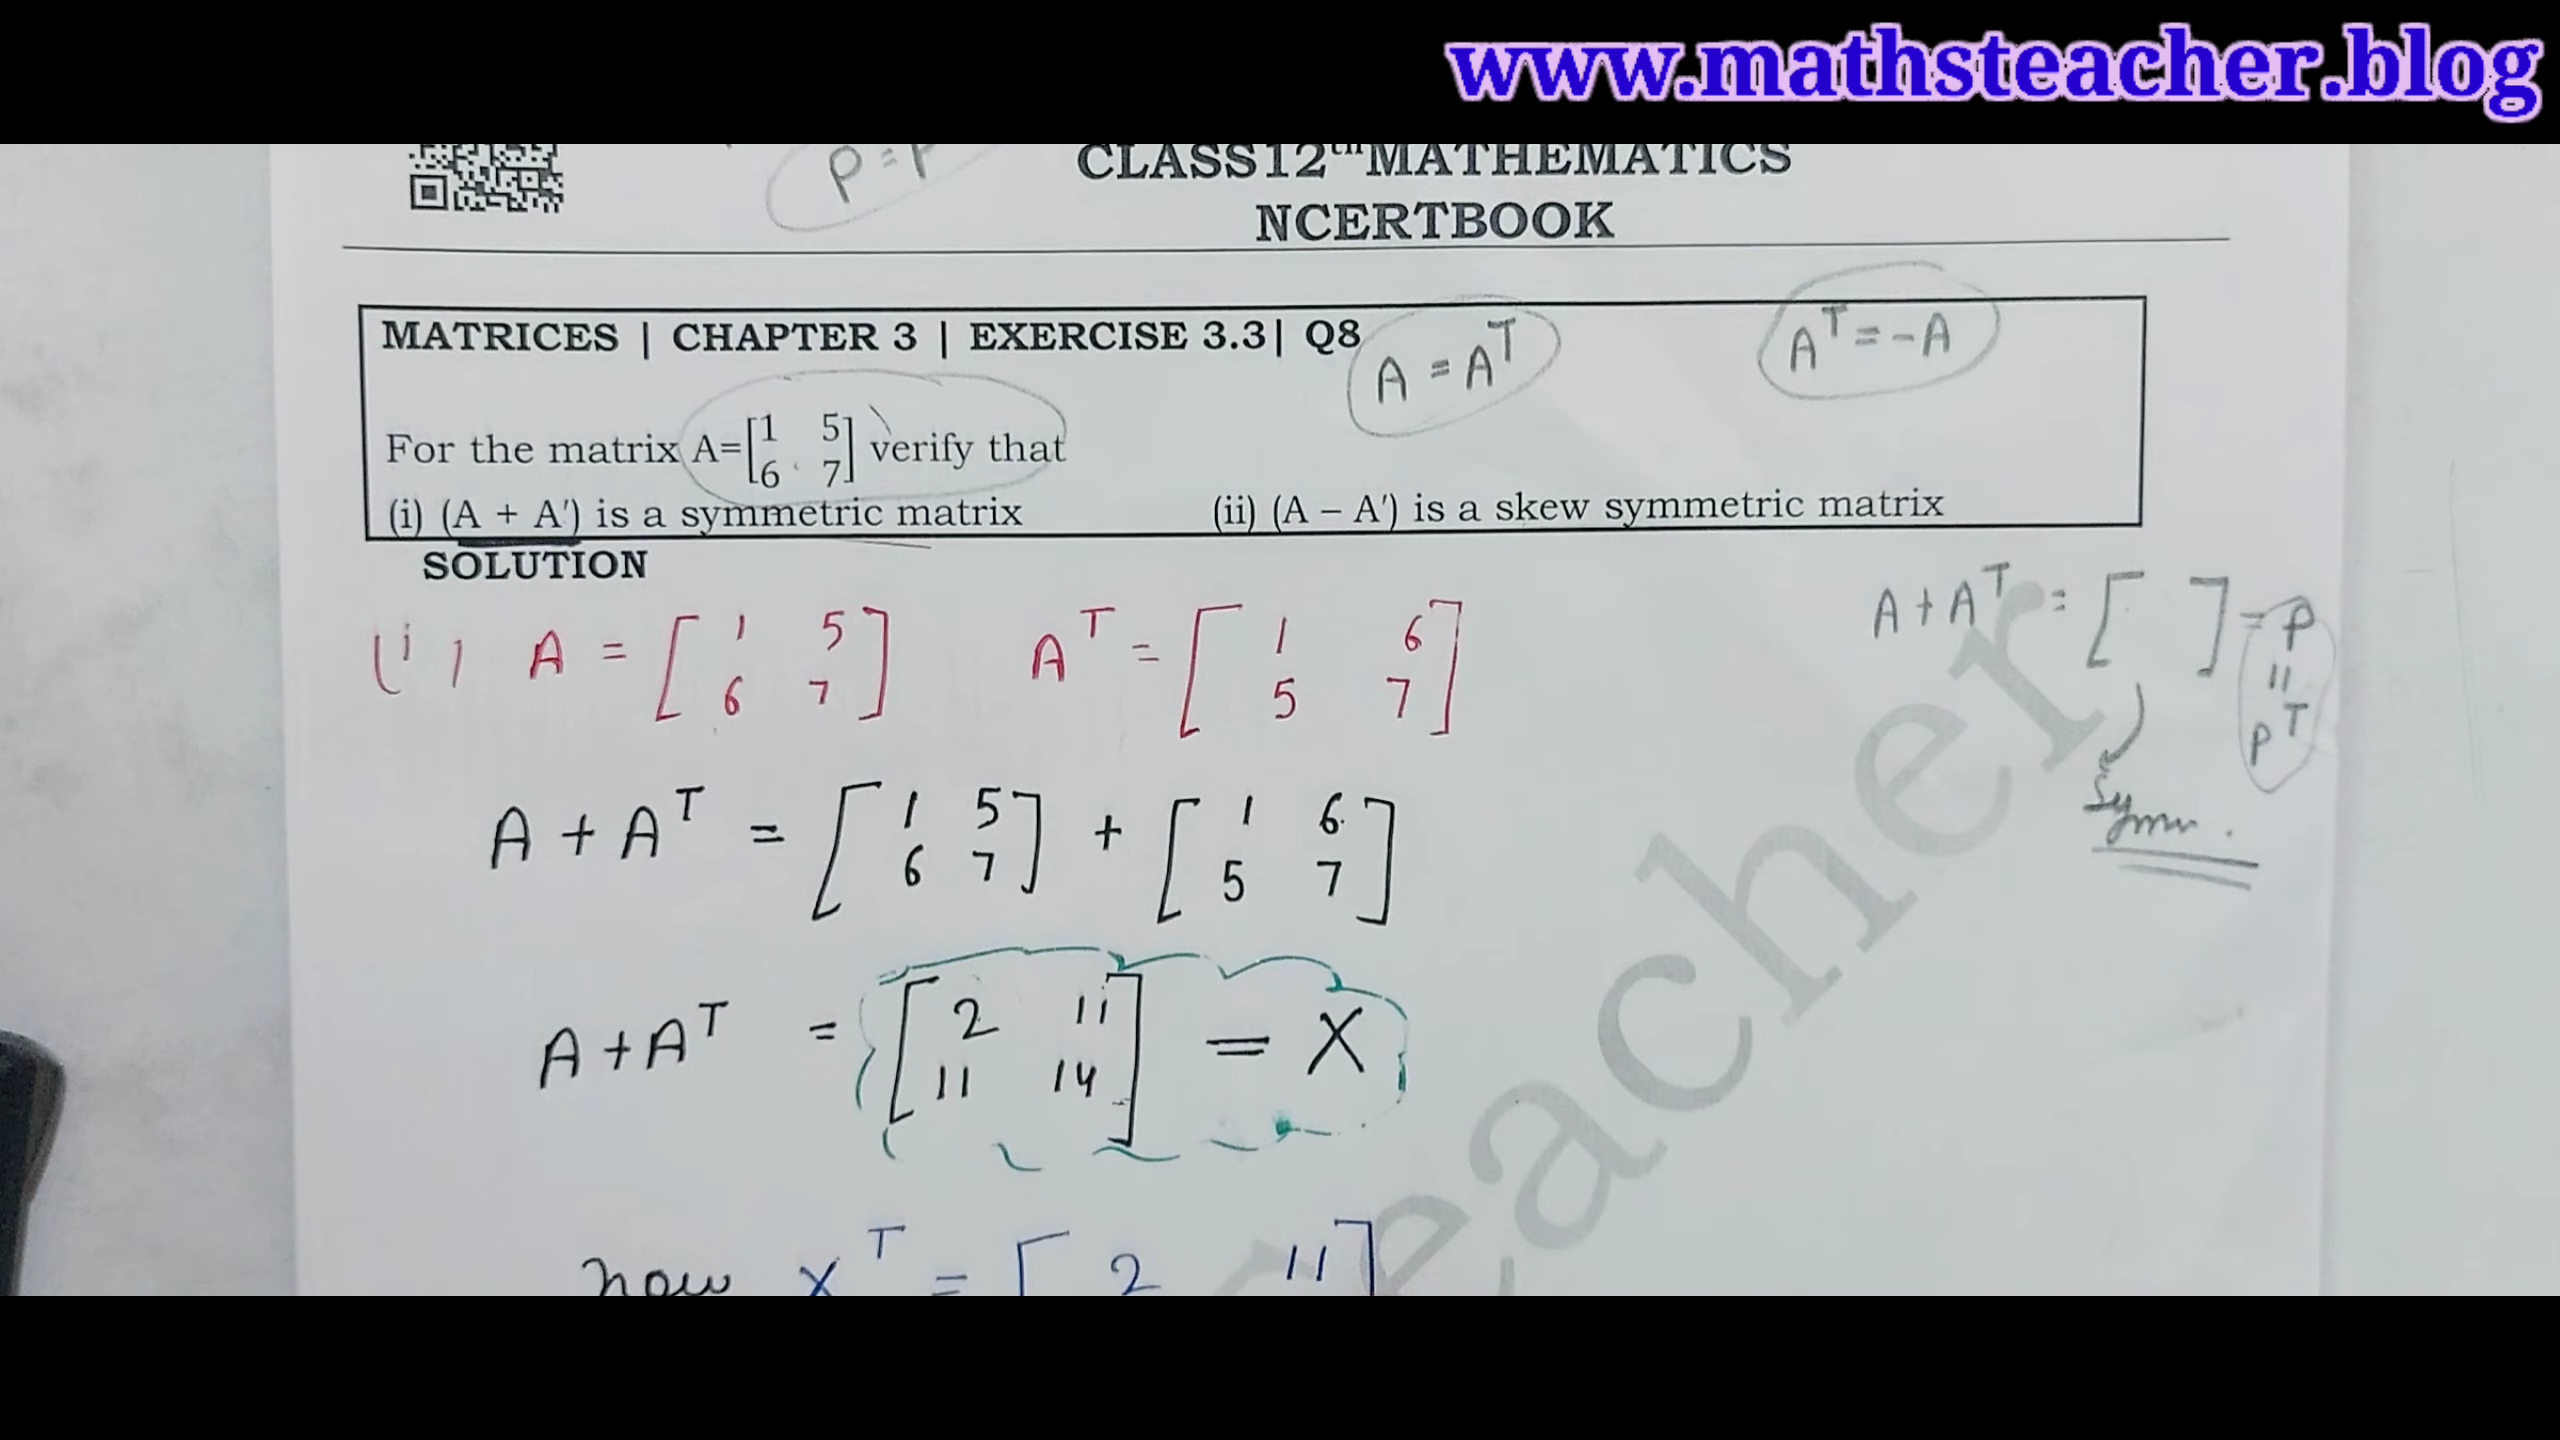 www.mathsteacher.blog
P =
CLASS12thMATHEMATICS
NCERTBOOK
MATRICES | CHAPTER 3 | EXERCISE 3.3| Q8
A = A^T
A^T = -A
For the matrix A=[1 5
6 7] verify that
(i) (A + A′) is a symmetric matrix (ii) (A – A′) is a skew symmetric matrix
SOLUTION
(i) A = [1 5
6 7] A^T = [1 6
5 7]
A + A^T = [ ] = P
=
P^T
Symm.
A + A^T = [1 5
6 7] + [1 6
5 7]
A + A^T = [2 11
11 14] = X
now X^T = [2 11]
eacher